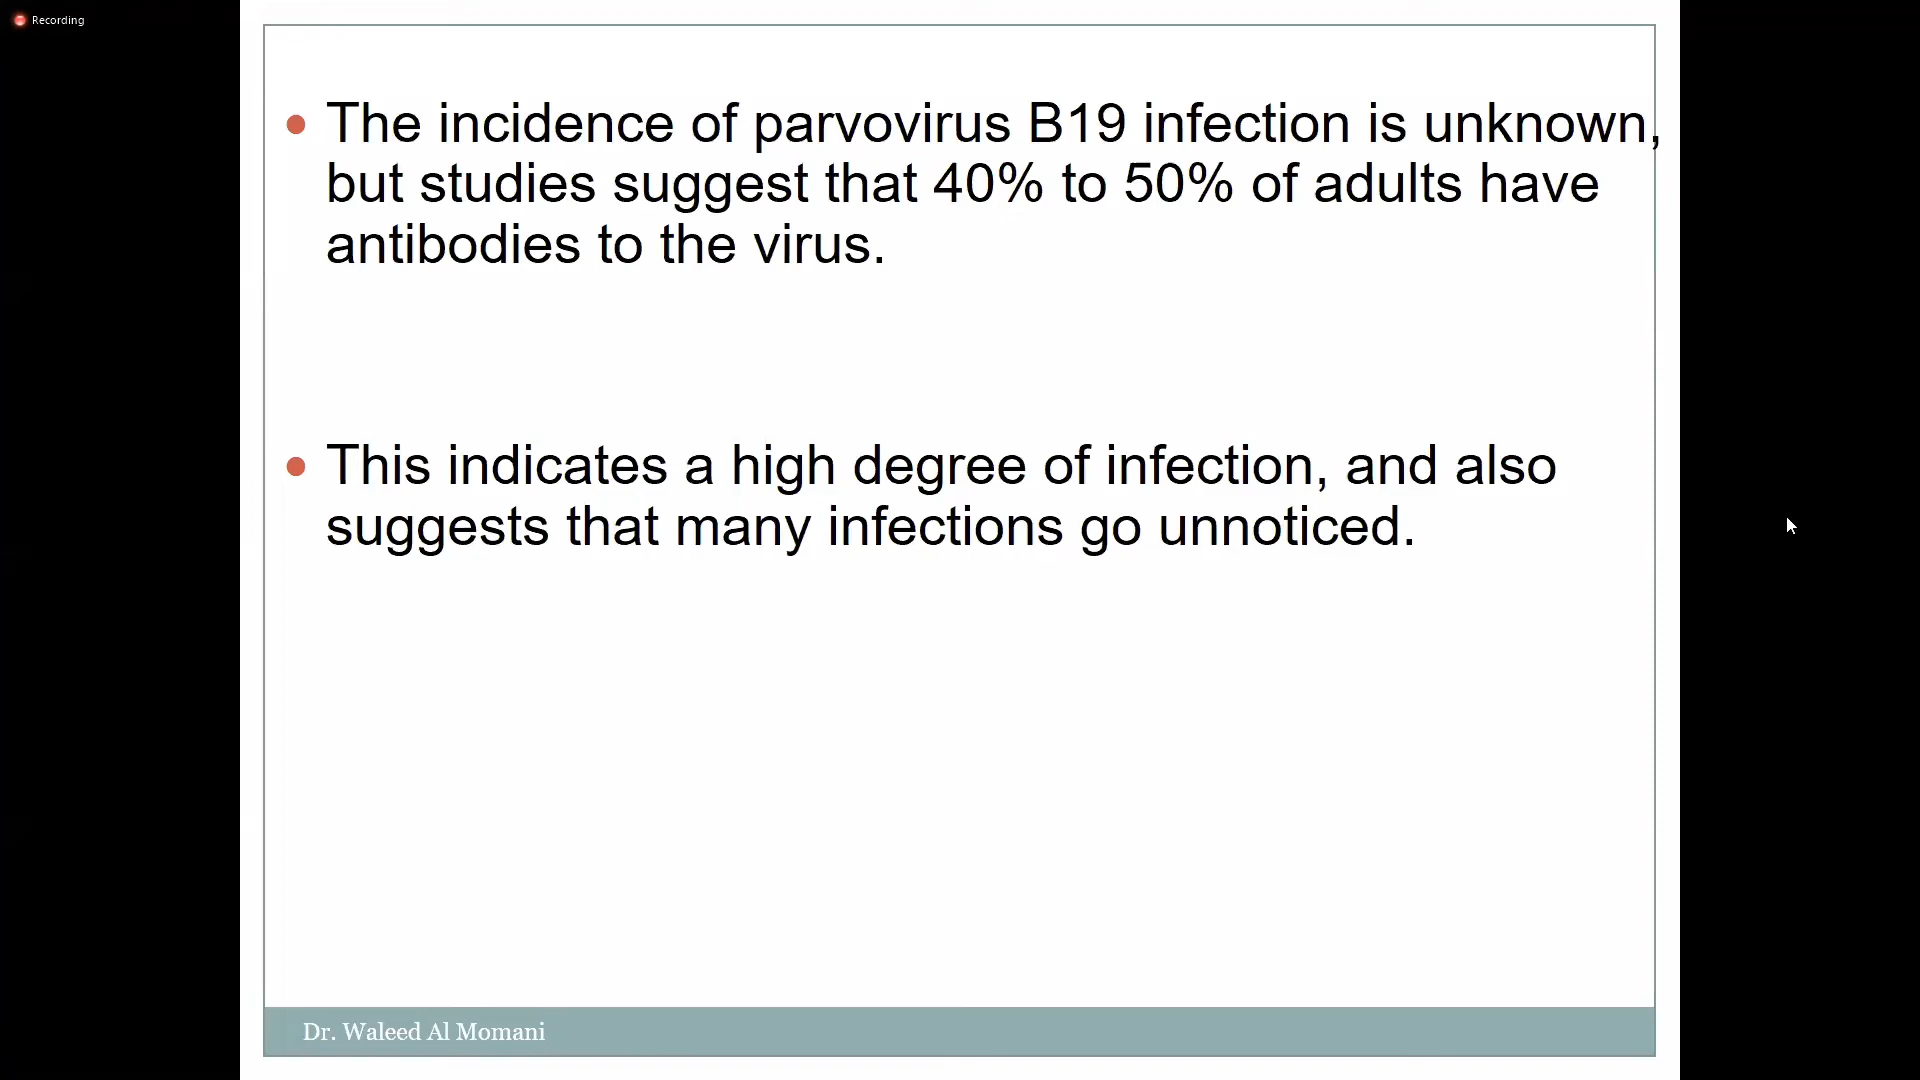 Recording
• The incidence of parvovirus B19 infection is unknown,
but studies suggest that 40% to 50% of adults have
antibodies to the virus.
• This indicates a high degree of infection, and also
suggests that many infections go unnoticed.
Dr. Waleed Al Momani